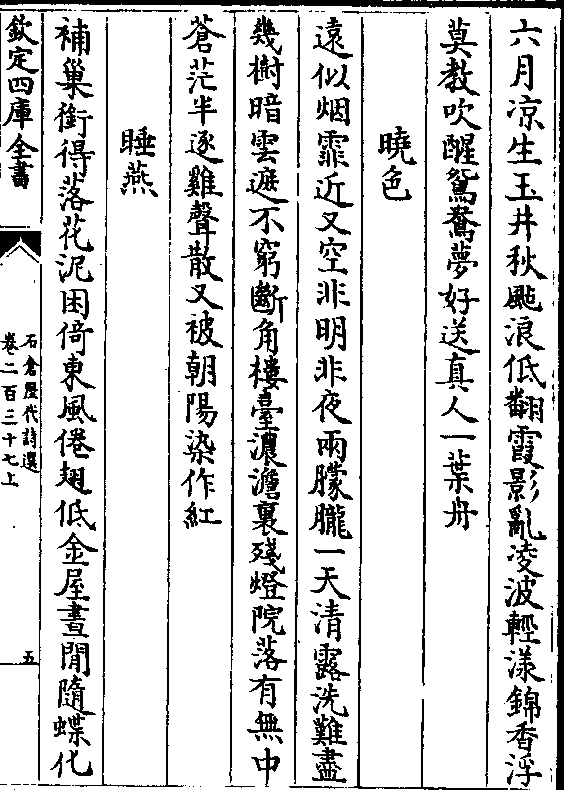 六月凉生玉井秋颭浪低翻霞影亂凌波輕漾錦香浮
莫教吹醒鴛鴦夢好送真人一葉舟
曉色
遠似烟霏近又空非明非夜兩朦朧一天清露洗難盡
幾樹暗雲遮不窮斷角樓臺濃澹裏殘燈院落有無中
蒼茫半逐雞聲散又被朝陽染作紅
睡燕
補巢銜得落花泥困倚東風倦翅低金屋晝閒隨蝶化
欽定四庫全書
石倉歷代詩選
卷二百三十七上
五